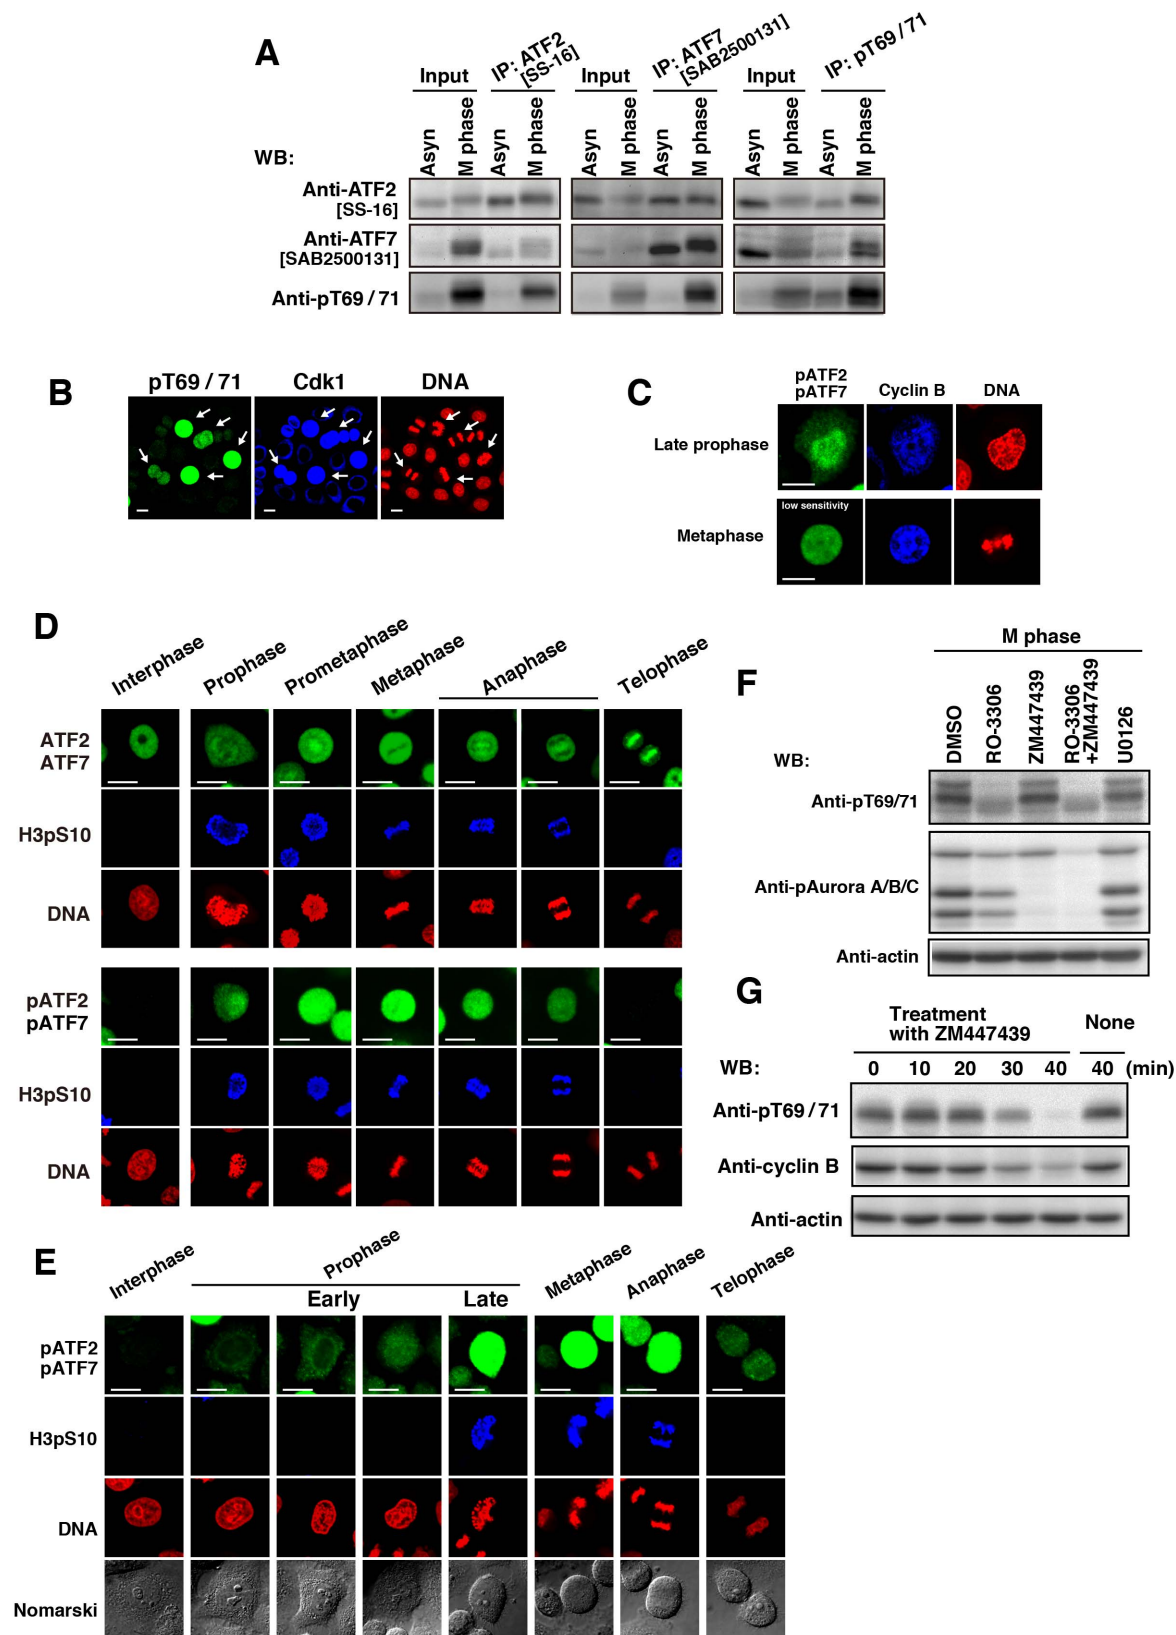 A
Input
IP: ATF2
[SS-16]
Input
IP: ATF7
[SAB2500131]
Input
IP: pT69/71
WB:
Asyn
M phase
Asyn
M phase
Asyn
M phase
Asyn
M phase
Asyn
M phase
Asyn
M phase
Anti-ATF2
[SS-16]
Anti-ATF7
[SAB2500131]
Anti-pT69/71
B
pT69/71
Cdk1
DNA
C
pATF2
pATF7
Cyclin B
DNA
Late prophase
low sensitivity
Metaphase
D
Interphase
Prophase
Prometaphase
Metaphase
Anaphase
Telophase
ATF2
ATF7
H3pS10
DNA
pATF2
pATF7
H3pS10
DNA
E
Interphase
Prophase
Early
Late
Metaphase
Anaphase
Telophase
pATF2
pATF7
H3pS10
DNA
Nomarski
F
M phase
WB:
DMSO
RO-3306
ZM447439
RO-3306
+ZM447439
U0126
Anti-pT69/71
Anti-pAurora A/B/C
Anti-actin
G
Treatment
with ZM447439
None
WB:
0 10 20 30 40 40 (min)
Anti-pT69/71
Anti-cyclin B
Anti-actin